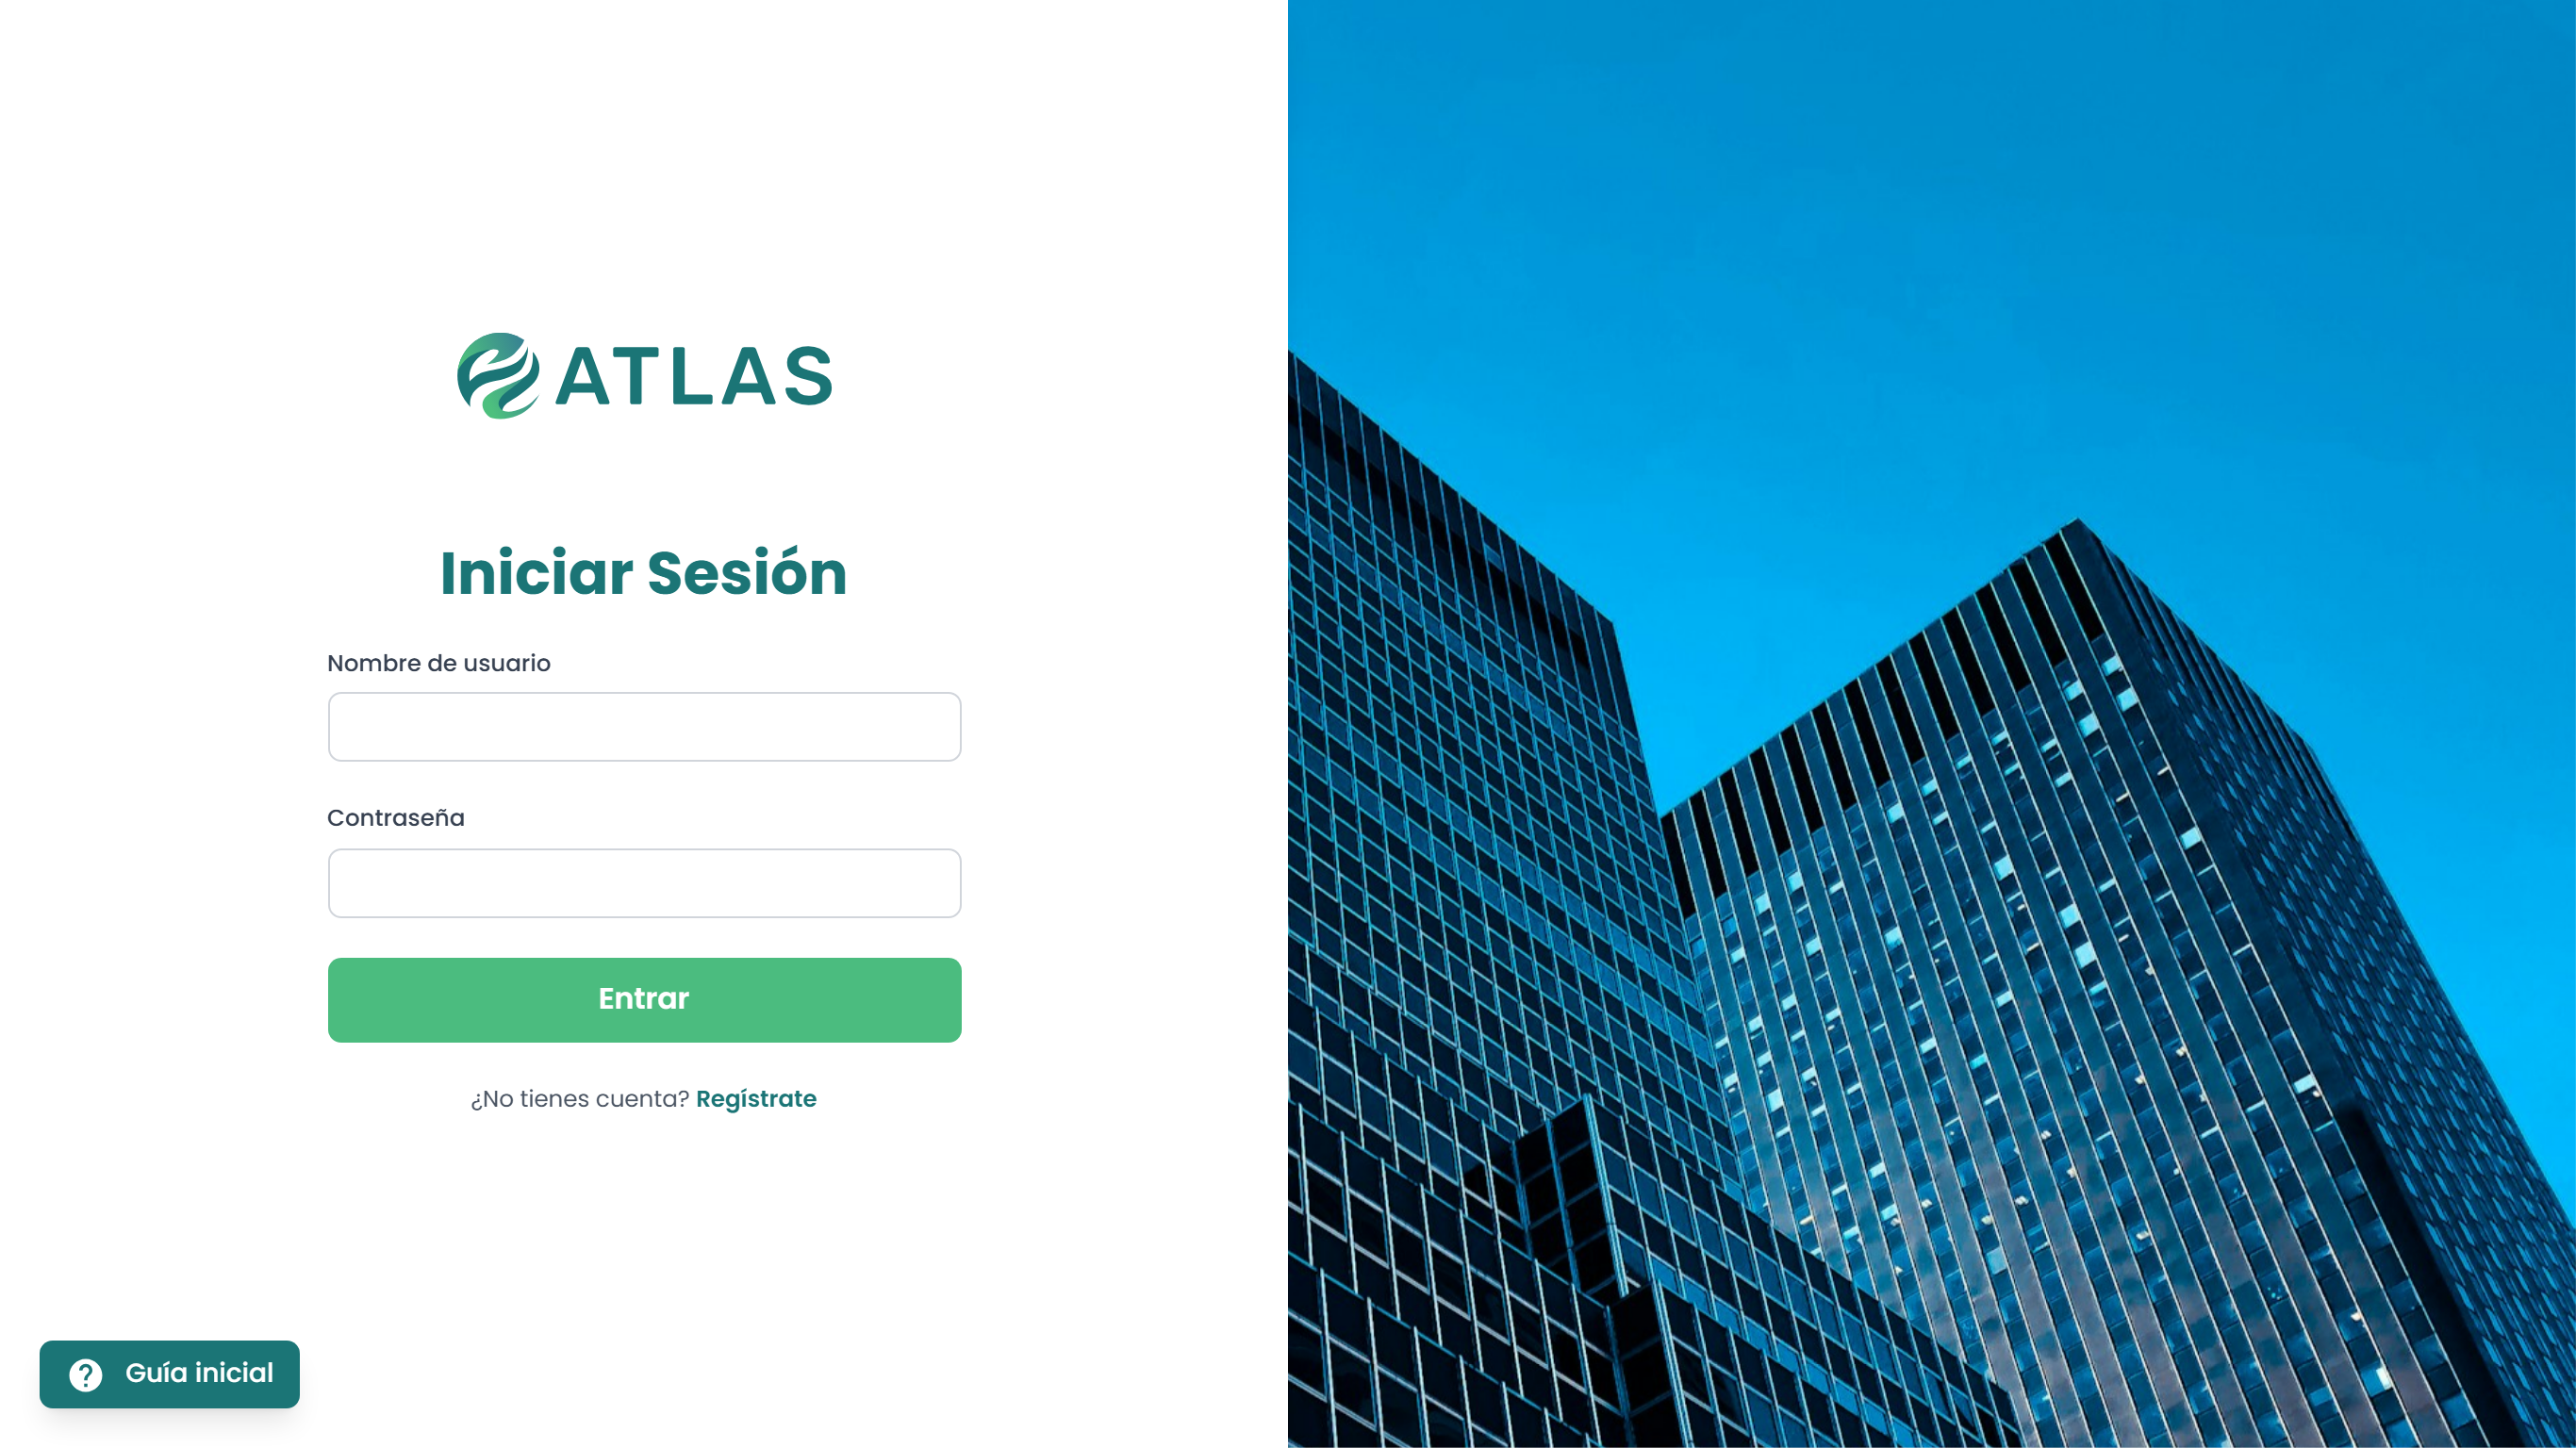 ATLAS
Iniciar Sesión
Nombre de usuario
Contraseña
Entrar
¿No tienes cuenta? Regístrate
Guía inicial